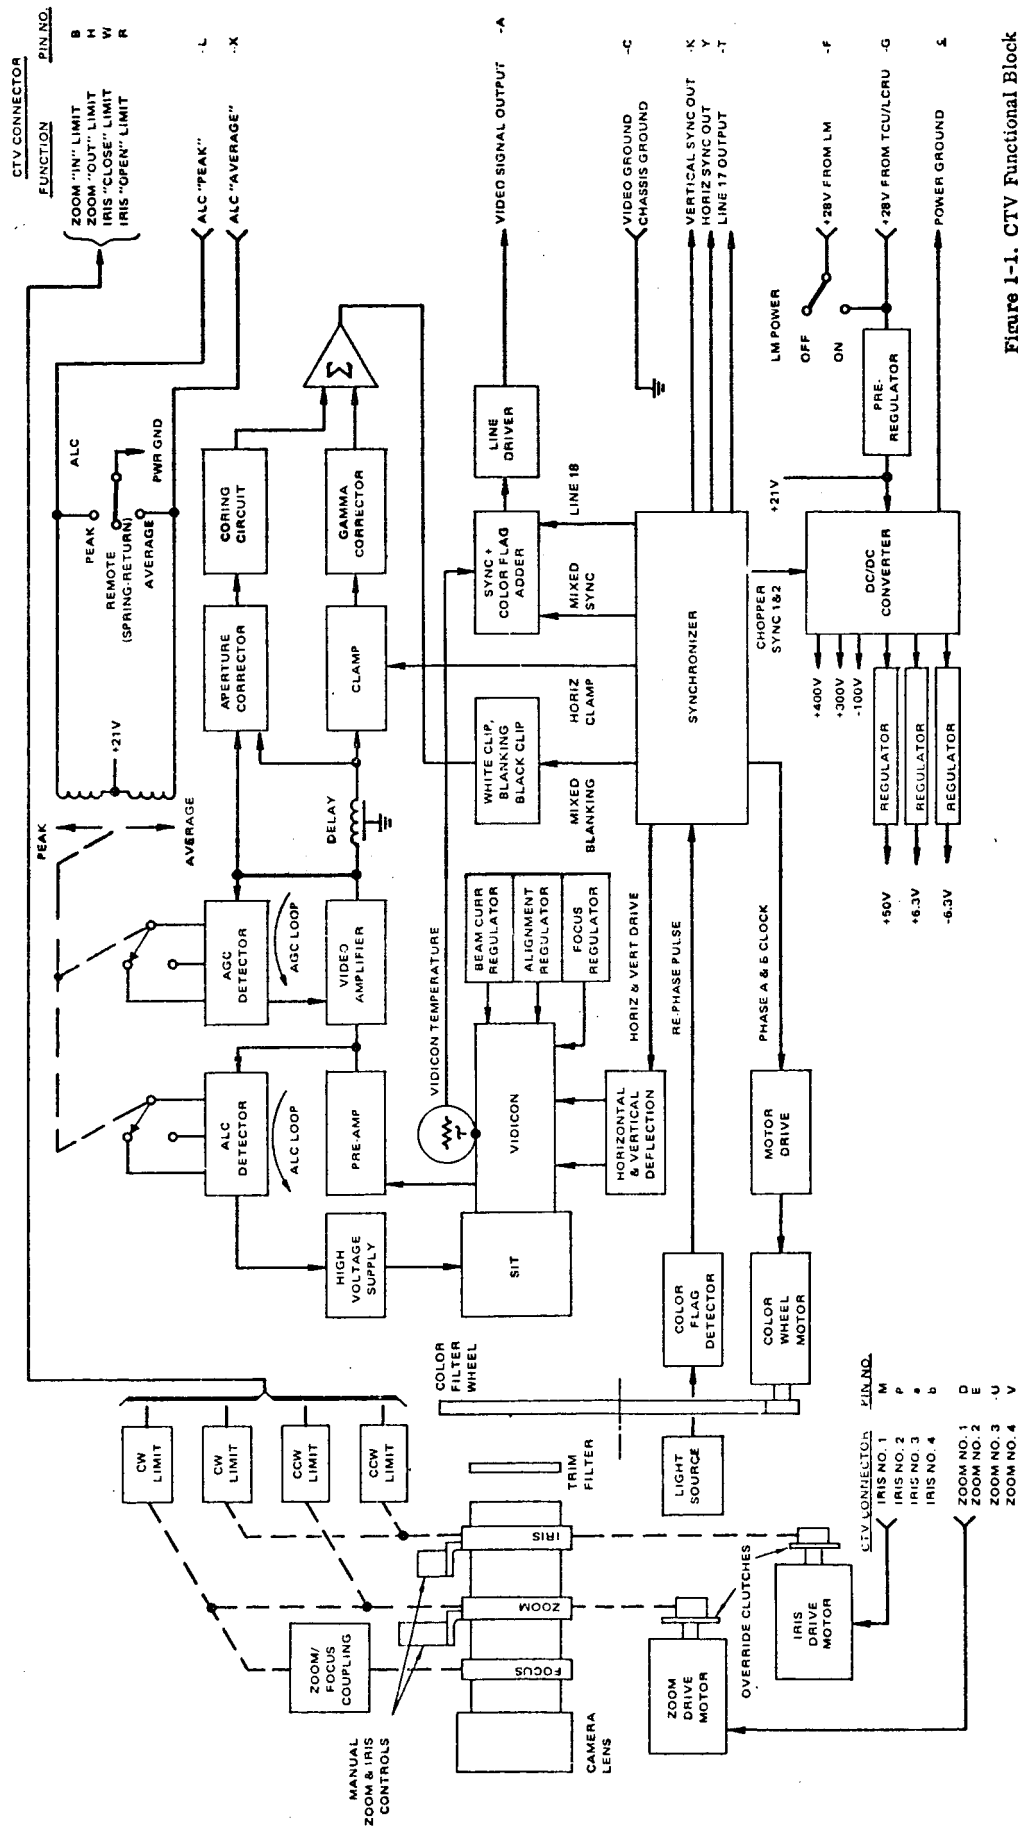 CTV CONNECTOR
FUNCTION PIN NO.
ZOOM "IN" LIMIT B
ZOOM "OUT" LIMIT H
IRIS "CLOSE" LIMIT W
IRIS "OPEN" LIMIT R
ALC "PEAK" -L
ALC "AVERAGE" -X
VIDEO SIGNAL OUTPUT -A
VIDEO GROUND -C
CHASSIS GROUND
VERTICAL SYNC OUT -K
HORIZ SYNC OUT Y
LINE 17 OUTPUT -T
+28V FROM LM -F
+28V FROM TCU/LCRU -G
POWER GROUND
ALC
PEAK
REMOTE
(SPRING-RETURN)
AVERAGE
PWR GND
+21V
PEAK
AVERAGE
CORING
CIRCUIT
GAMMA
CORRECTOR
Σ
APERTURE
CORRECTOR
CLAMP
DELAY
AGC
DETECTOR
AGC LOOP
VIDEO
AMPLIFIER
ALC
DETECTOR
ALC LOOP
PRE-AMP
HIGH
VOLTAGE
SUPPLY
VIDICON TEMPERATURE
τ
LINE
DRIVER
SYNC +
COLOR FLAG
ADDER
LINE 18
MIXED
SYNC
WHITE CLIP,
BLANKING
BLACK CLIP
HORIZ
CLAMP
MIXED
BLANKING
BEAM CURR
REGULATOR
ALIGNMENT
REGULATOR
FOCUS
REGULATOR
VIDICON
SIT
HORIZONTAL
& VERTICAL
DEFLECTION
HORIZ & VERT DRIVE
RE-PHASE PULSE
PHASE A & B CLOCK
SYNCHRONIZER
CHOPPER
SYNC 1&2
LM POWER
OFF
ON
PRE-
REGULATOR
+21V
DC/DC
CONVERTER
+400V
+300V
-100V
REGULATOR
REGULATOR
REGULATOR
+50V
+6.3V
-6.3V
MOTOR
DRIVE
COLOR
WHEEL
MOTOR
COLOR
FLAG
DETECTOR
COLOR
FILTER
WHEEL
LIGHT
SOURCE
TRIM
FILTER
CW
LIMIT
CW
LIMIT
CCW
LIMIT
CCW
LIMIT
ZOOM/
FOCUS
COUPLING
MANUAL
ZOOM & IRIS
CONTROLS
IRIS
ZOOM
FOCUS
CAMERA
LENS
ZOOM
DRIVE
MOTOR
OVERRIDE CLUTCHES
IRIS
DRIVE
MOTOR
CTV CONNECTOR PIN NO
IRIS NO. 1 M
IRIS NO. 2 P
IRIS NO. 3 a
IRIS NO. 4 b
ZOOM NO. 1 D
ZOOM NO. 2 E
ZOOM NO. 3 -U
ZOOM NO. 4 V
Figure 1-1. CTV Functional Block